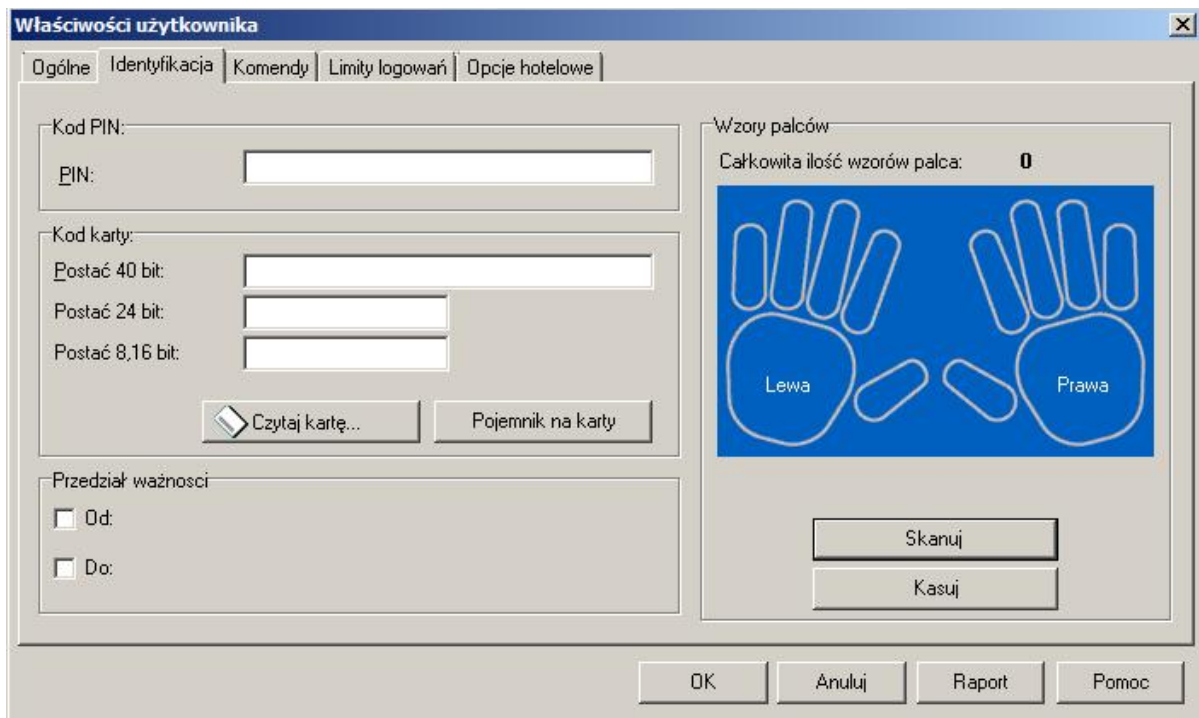 Właściwości użytkownika
Ogólne Identyfikacja Komendy Limity logowań Opcje hotelowe
Kod PIN:
PIN:
Kod karty:
Postać 40 bit:
Postać 24 bit:
Postać 8,16 bit:
Czytaj kartę... Pojemnik na karty
Przedział ważnosci
Od:
Do:
Wzory palców
Całkowita ilość wzorów palca: 0
Lewa Prawa
Skanuj
Kasuj
OK Anuluj Raport Pomoc